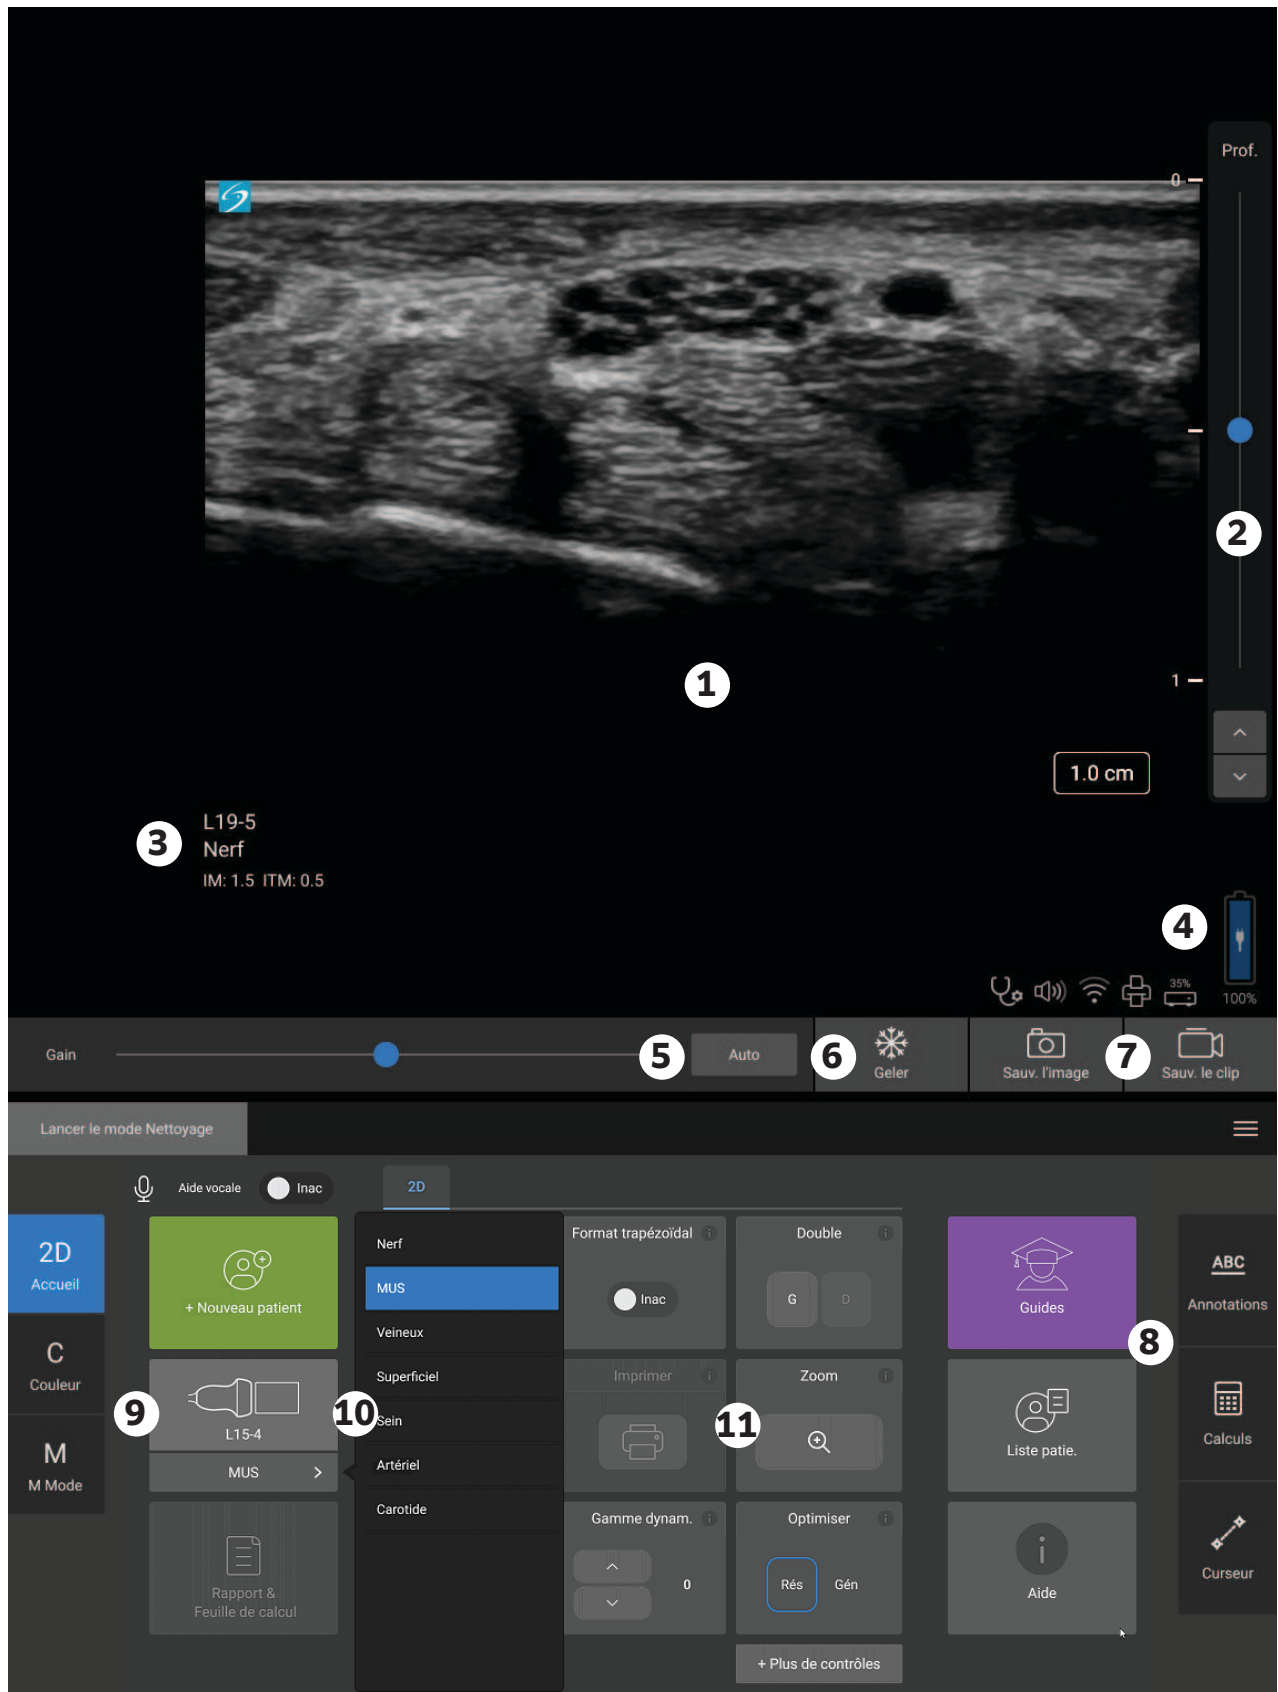 Prof.
0
2
1
1
1.0 cm
3
L19-5
Nerf
IM: 1.5 ITM: 0.5
4
35%
100%
Gain
5
Auto
6
Geler
Sauv. l'image
7
Sauv. le clip
Lancer le mode Nettoyage
Aide vocale
Inac
2D
2D
Accueil
C
Couleur
M
M Mode
+ Nouveau patient
9
L15-4
MUS
Rapport &
Feuille de calcul
10
Nerf
MUS
Veineux
Superficiel
Sein
Artériel
Carotide
Format trapézoïdal
Inac
Double
G
D
Imprimer
11
Zoom
Gamme dynam.
0
Optimiser
Rés
Gén
+ Plus de contrôles
Guides
8
Liste patie.
Aide
ABC
Annotations
Calculs
Curseur